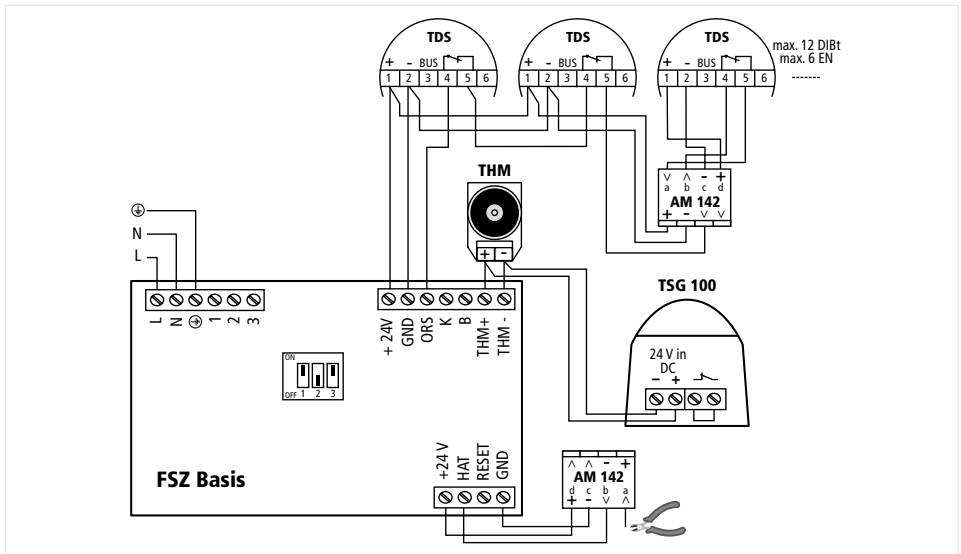 TDS
+ - BUS
1 2 3 4 5 6
TDS
+ - BUS
1 2 3 4 5 6
TDS
+ - BUS
1 2 3 4 5 6
max. 12 DIBt
max. 6 EN
-------
THM
+ -
a b c d
- +
AM 142
+ -
N
L
L N 1 2 3
+ 24V GND ORS K B THM+ THM -
ON
OFF 1 2 3
TSG 100
24 V in
DC
- +
FSZ Basis
+24 V HAT RESET GND
- +
AM 142
d c b a
+ -